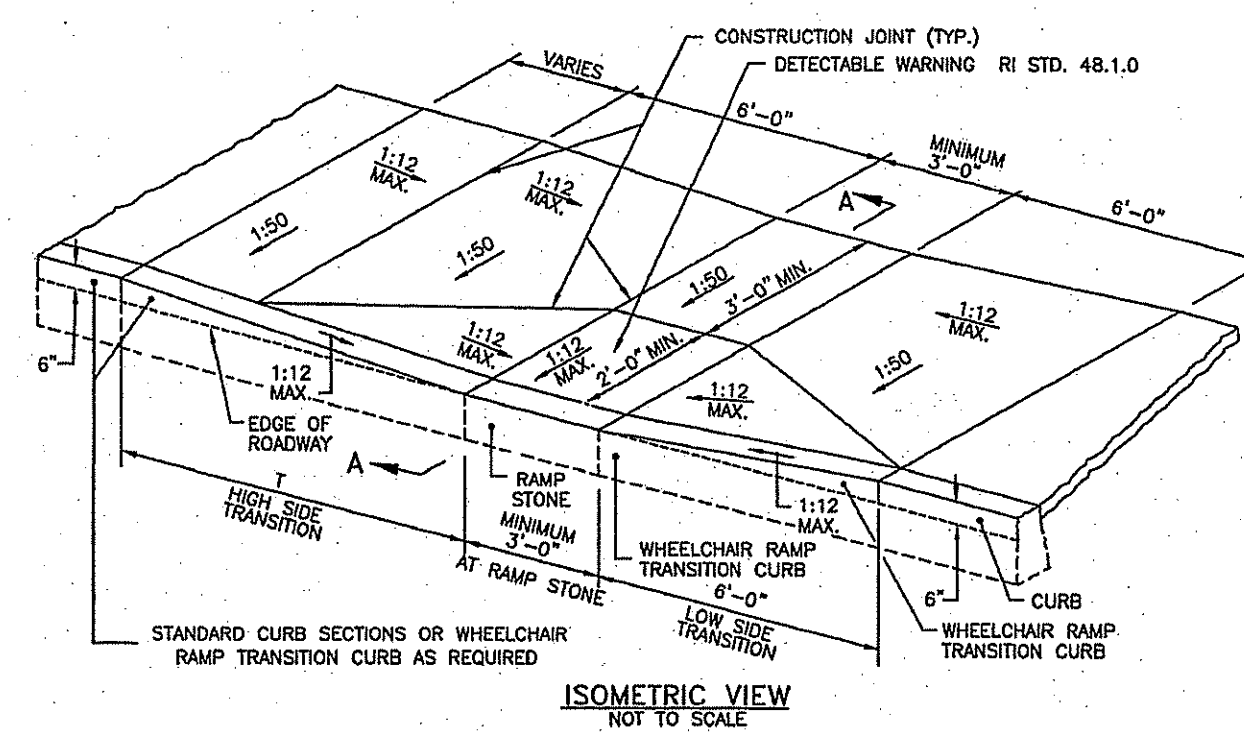 CONSTRUCTION JOINT (TYP.)
DETECTABLE WARNING RI STD. 48.1.0
VARIES
6'-0"
MINIMUM
3'-0"
6'-0"
1:12
MAX.
1:12
MAX.
A
1:50
1:50
1:50
3'-0" MIN.
1:12
MAX.
1:50
1:12
MAX.
1:12
MAX.
2'-0" MIN.
1:12
MAX.
6"
1:12
MAX.
EDGE OF
ROADWAY
A
RAMP
STONE
1:12
MAX.
T
HIGH SIDE
TRANSITION
MINIMUM
3'-0"
AT RAMP STONE
WHEELCHAIR RAMP
TRANSITION CURB
6'-0"
LOW SIDE
TRANSITION
6"
CURB
WHEELCHAIR RAMP
TRANSITION CURB
STANDARD CURB SECTIONS OR WHEELCHAIR
RAMP TRANSITION CURB AS REQUIRED
ISOMETRIC VIEW
NOT TO SCALE